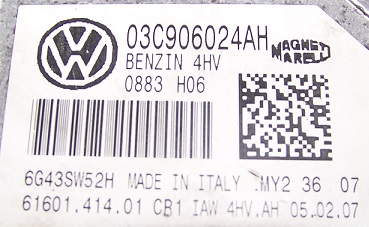 03C906024AH
BENZIN 4HV
MAGNETI
MARELLI
0883 H06
6G43SW52H MADE IN ITALY MY2 36 07
61601.414.01 CB1 IAW 4HV.AH 05.02.07